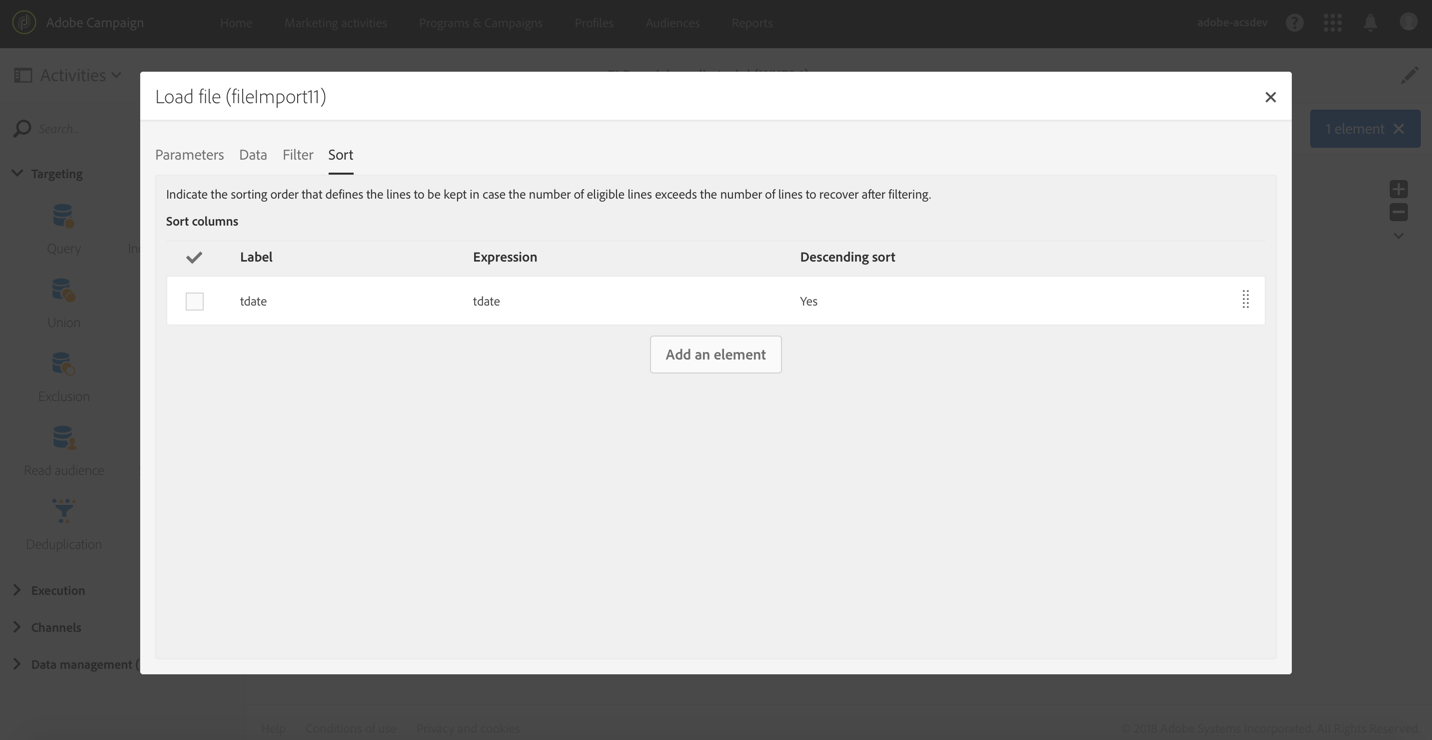 Adobe Campaign
Home Marketing activities Programs & Campaigns Profiles Audiences Reports
adobe-acsdev
Activities
Load file (fileImport11)
Search...
1 element
Parameters Data Filter Sort
Targeting
Indicate the sorting order that defines the lines to be kept in case the number of eligible lines exceeds the number of lines to recover after filtering.
Sort columns
Query
Label Expression Descending sort
tdate tdate Yes
Union
Add an element
Exclusion
Read audience
Deduplication
Execution
Channels
Data management (
Help Conditions of use Privacy and cookies
© 2018 Adobe Systems Incorporated. All Rights Reserved.